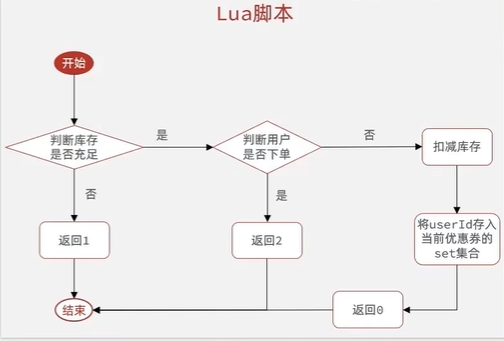 Lua脚本
开始
判断库存
是否充足
是
判断用户
是否下单
否
扣减库存
否
是
返回1
返回2
将userId存入
当前优惠券的
set集合
结束
返回0